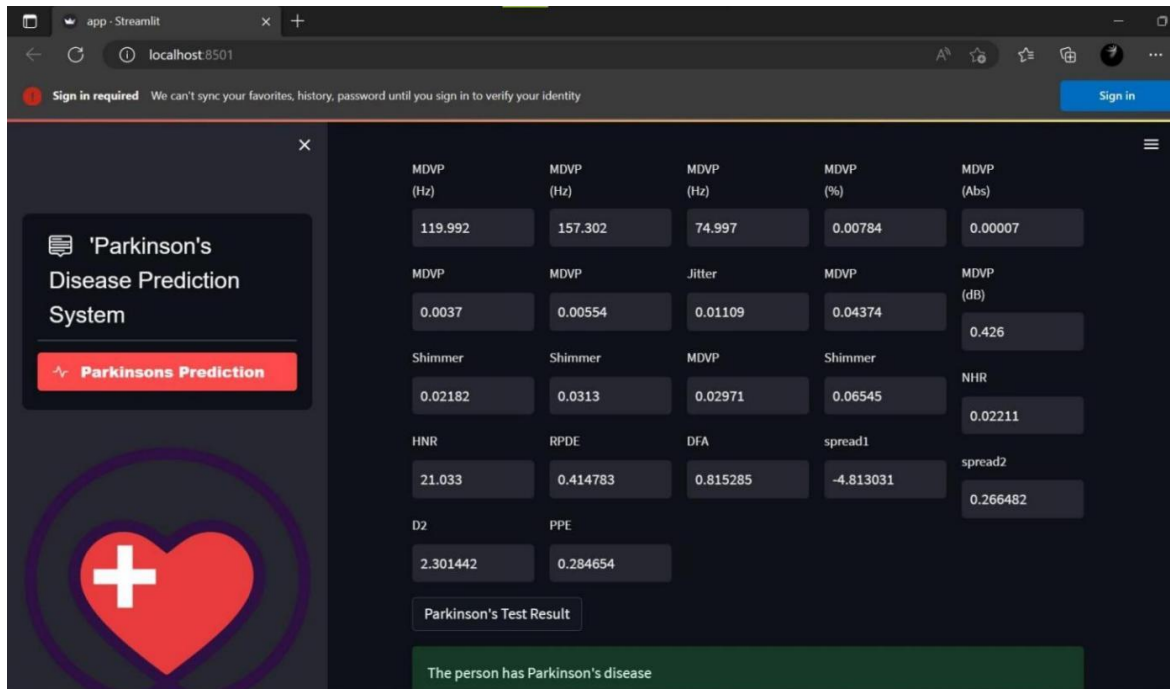 app · Streamlit
localhost:8501
Sign in required We can't sync your favorites, history, password until you sign in to verify your identity
Sign in
'Parkinson's
Disease Prediction
System
Parkinsons Prediction
MDVP MDVP MDVP MDVP MDVP
(Hz) (Hz) (Hz) (%) (Abs)
119.992 157.302 74.997 0.00784 0.00007
MDVP MDVP Jitter MDVP MDVP
(dB)
0.0037 0.00554 0.01109 0.04374
0.426
Shimmer Shimmer MDVP Shimmer
NHR
0.02182 0.0313 0.02971 0.06545
0.02211
HNR RPDE DFA spread1
spread2
21.033 0.414783 0.815285 -4.813031
0.266482
D2 PPE
2.301442 0.284654
Parkinson's Test Result
The person has Parkinson's disease